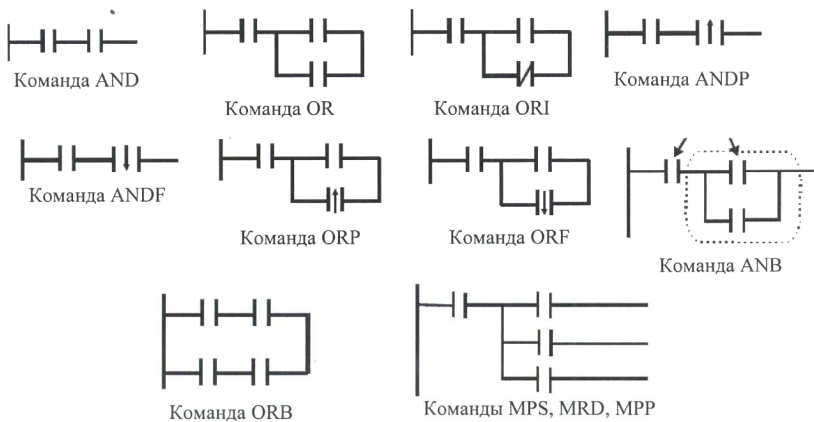 Команда AND
Команда OR
Команда ORI
Команда ANDP
Команда ANDF
Команда ORP
Команда ORF
Команда ANB
Команда ORB
Команды MPS, MRD, MPP